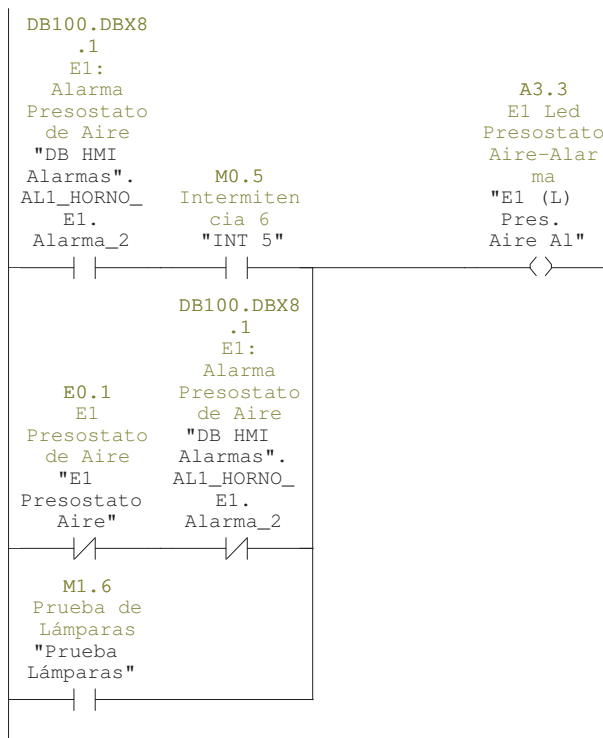 DB100.DBX8
.1
E1:
Alarma
Presostato
de Aire
"DB HMI
Alarmas".
AL1_HORNO_
E1.
Alarma_2
M0.5
Intermiten
cia 6
"INT 5"
A3.3
E1 Led
Presostato
Aire-Alar
ma
"E1 (L)
Pres.
Aire Al"
E0.1
E1
Presostato
de Aire
"E1
Presostato
Aire"
DB100.DBX8
.1
E1:
Alarma
Presostato
de Aire
"DB HMI
Alarmas".
AL1_HORNO_
E1.
Alarma_2
M1.6
Prueba de
Lámparas
"Prueba
Lámparas"